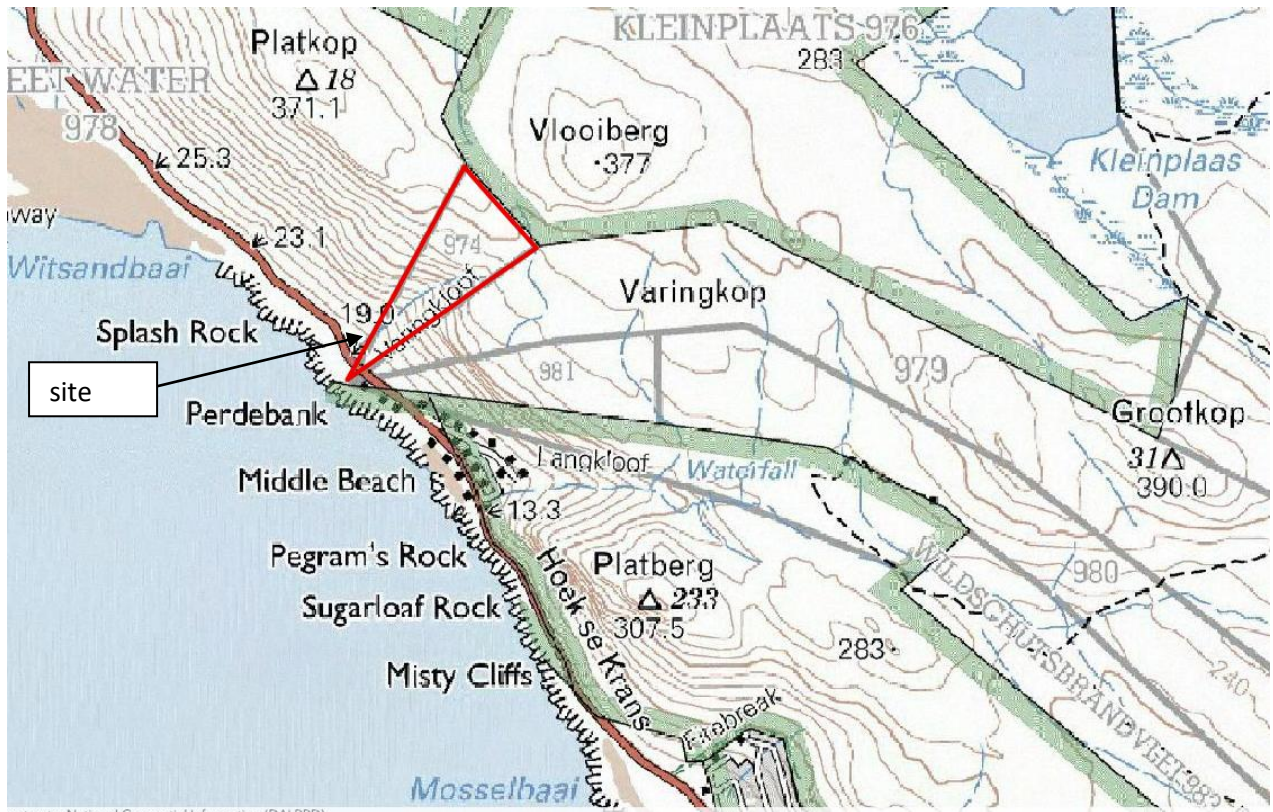 KLEINPLAATS 976
Platkop
18
371.1
283
EET WATER
978
Vlooiberg
377
25.3
Kleinplaas
Dam
way
974
23.1
Witsandbaai
Varingkop
19.0
Splash Rock
site
981
979
Perdebank
Grootkop
31
390.0
Langkloof
Waterfall
Middle Beach
13.3
Pegram's Rock
Platberg
233
307.5
980
Sugarloaf Rock
Hoek se Krans
283
WILDSCHUTSBRANDVLEI 982
240
Misty Cliffs
Firebreak
Mosselbaai